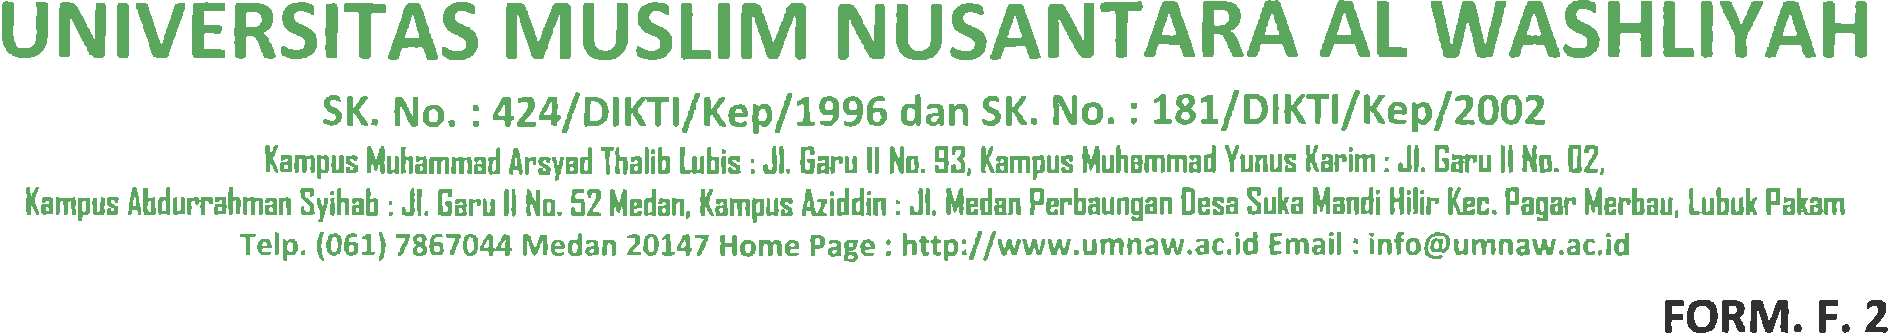 UNIVERSITAS MUSLIM NUSANTARA AL WASHLIYAH
SK. No. : 424/DIKTI/Kep/1996 dan SK. No. : 181/DIKTI/Kep/2002
Kampus Muhammad Arsyad Thalib Lubis : Jl. Garu II No. 93, Kampus Muhammad Yunus Karim : Jl. Garu II No. 02,
Kampus Abdurrahman Syihab : Jl. Garu II No. 52 Medan, Kampus Aziddin : Jl. Medan Perbaungan Desa Suka Mandi Hilir Kec. Pagar Merbau, Lubuk Pakam
Telp. (061) 7867044 Medan 20147 Home Page : http://www.umnaw.ac.id Email : info@umnaw.ac.id
FORM. F. 2